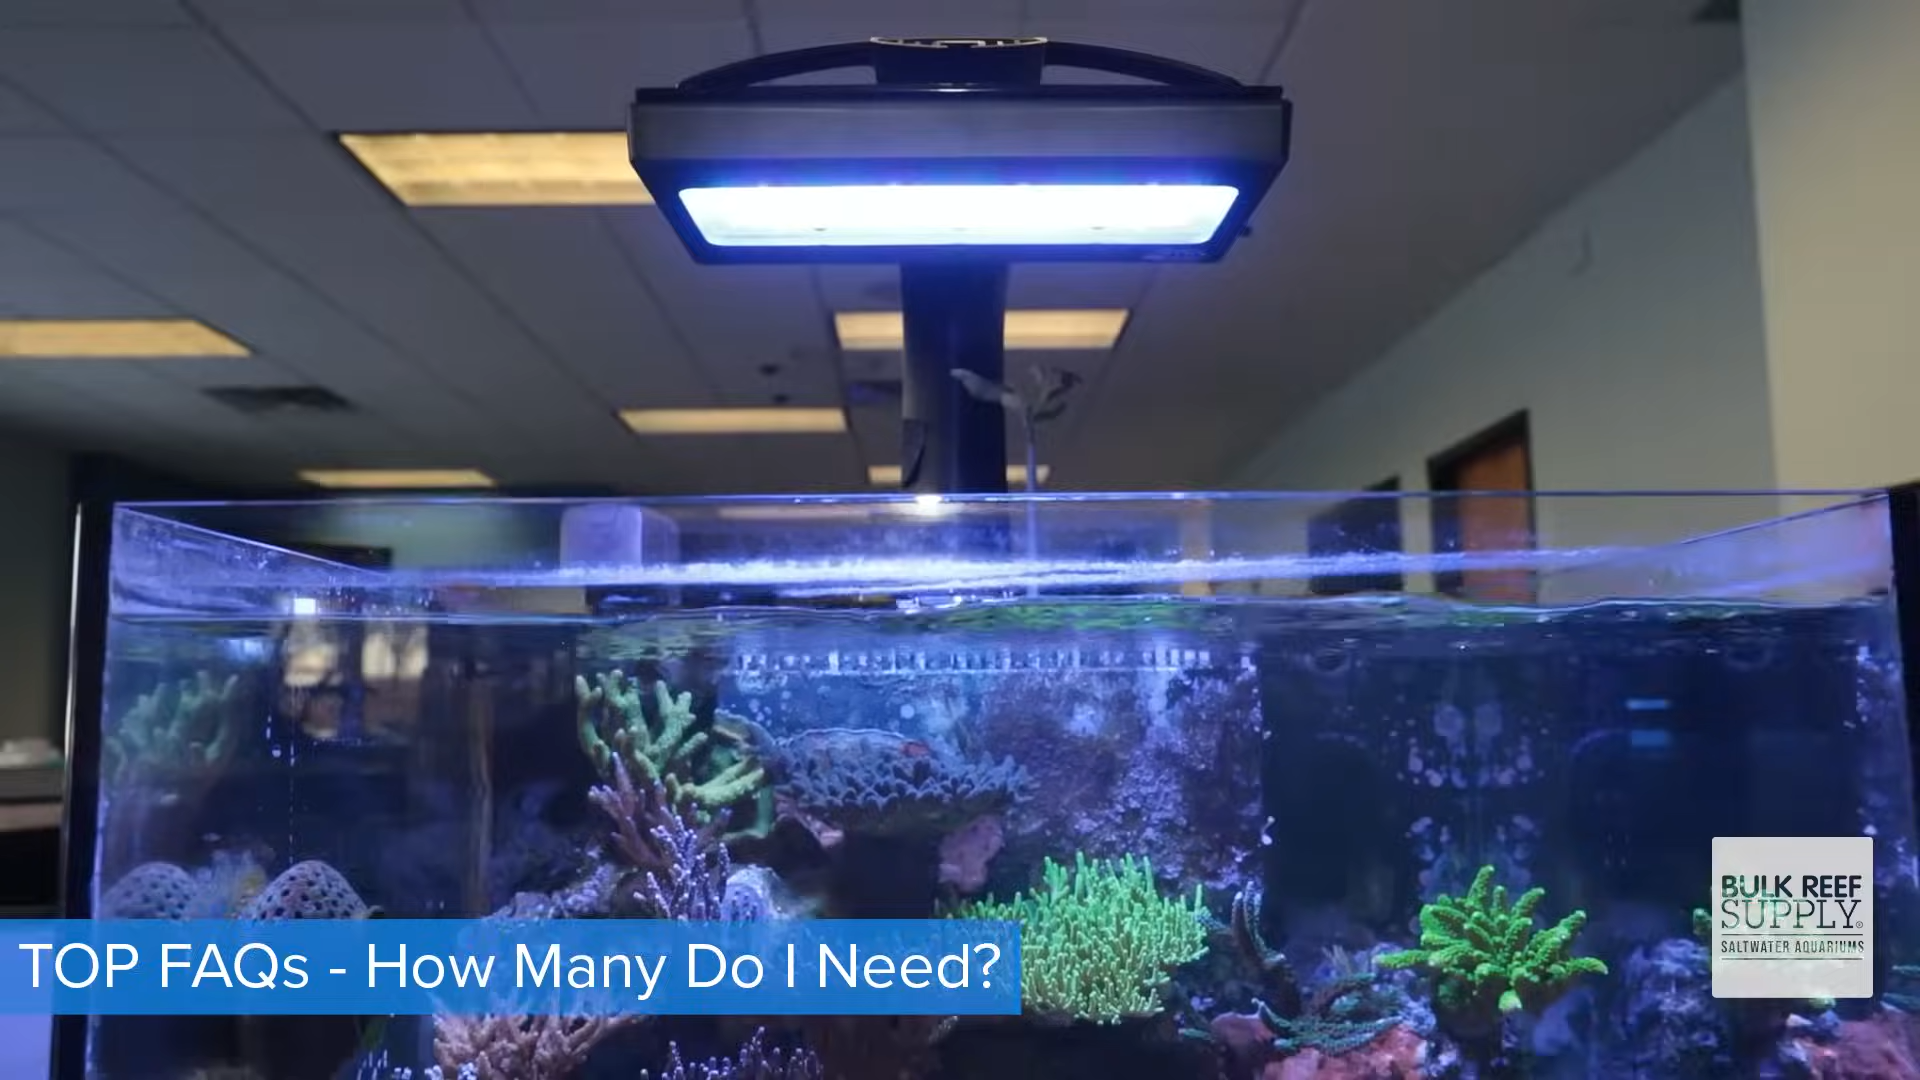 TOP FAQs - How Many Do I Need?
BULK REEF
SUPPLY®
SALTWATER AQUARIUMS